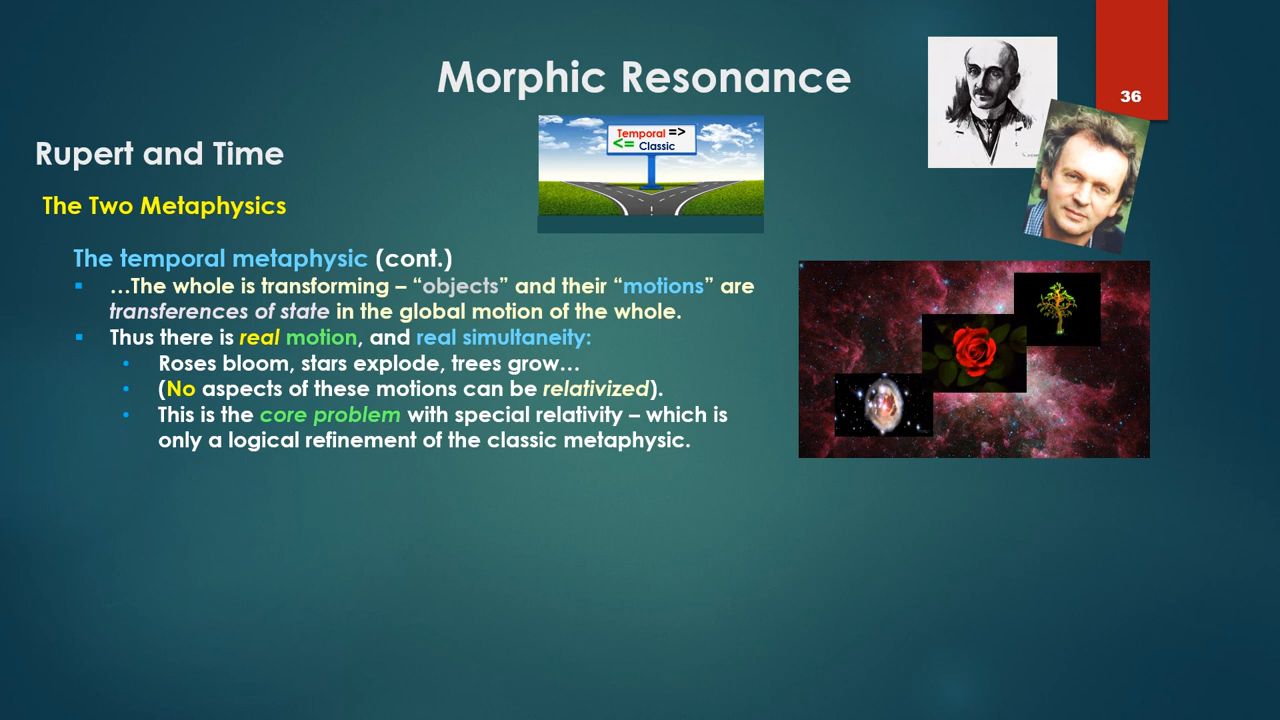 Morphic Resonance
36
Temporal =>
<= Classic
Rupert and Time
The Two Metaphysics
The temporal metaphysic (cont.)
…The whole is transforming – “objects” and their “motions” are
transferences of state in the global motion of the whole.
Thus there is real motion, and real simultaneity:
Roses bloom, stars explode, trees grow…
(No aspects of these motions can be relativized).
This is the core problem with special relativity – which is
only a logical refinement of the classic metaphysic.